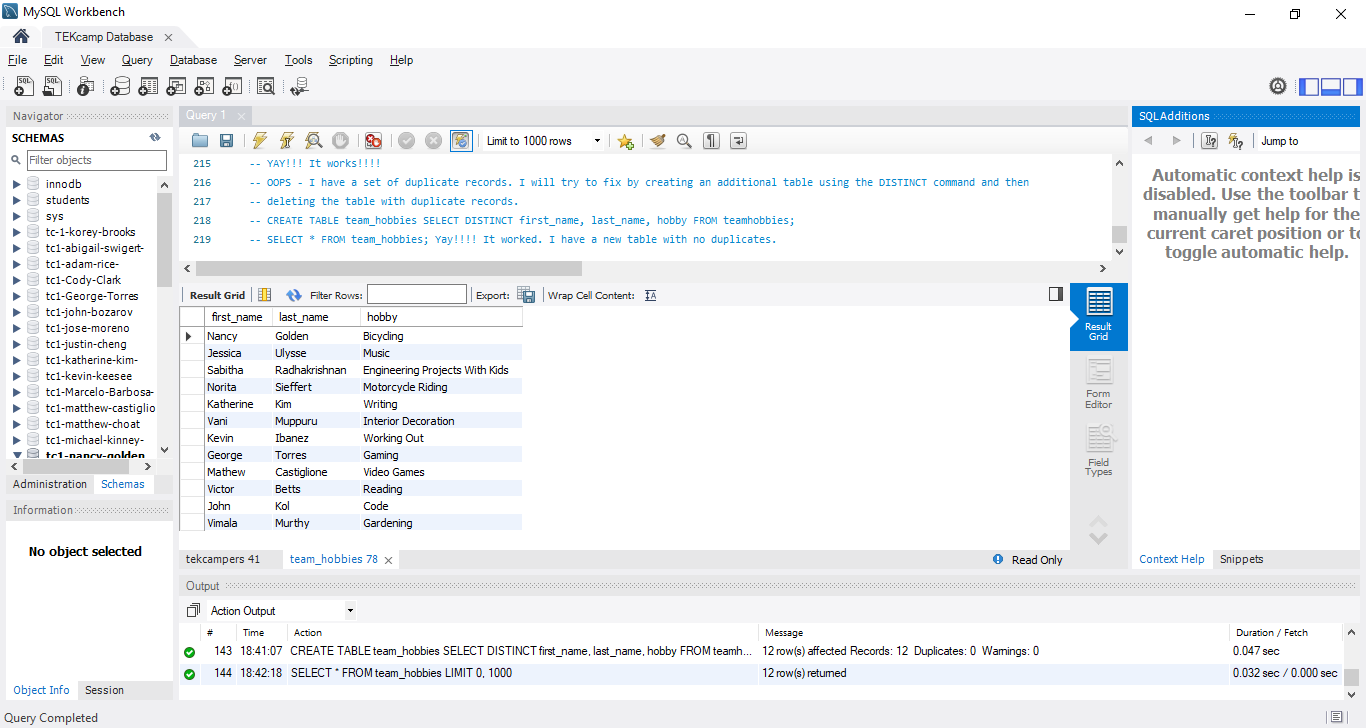 MySQL Workbench
TEKcamp Database
File Edit View Query Database Server Tools Scripting Help
Navigator
SCHEMAS
Filter objects
innodb
students
sys
tc-1-korey-brooks
tc1-abigail-swigert-
tc1-adam-rice-
tc1-Cody-Clark
tc1-George-Torres
tc1-john-bozarov
tc1-jose-moreno
tc1-justin-cheng
tc1-katherine-kim-
tc1-kevin-keesee
tc1-Marcelo-Barbosa-
tc1-matthew-castiglio
tc1-matthew-choat
tc1-michael-kinney-
tc1-nancy-golden
Administration Schemas
Information
No object selected
Object Info Session
Query 1
Limit to 1000 rows
215 -- YAY!!! It works!!!!
216 -- OOPS - I have a set of duplicate records. I will try to fix by creating an additional table using the DISTINCT command and then
217 -- deleting the table with duplicate records.
218 -- CREATE TABLE team_hobbies SELECT DISTINCT first_name, last_name, hobby FROM teamhobbies;
219 -- SELECT * FROM team_hobbies; Yay!!!! It worked. I have a new table with no duplicates.
Result Grid Filter Rows: Export: Wrap Cell Content:
first_name last_name hobby
Nancy Golden Bicycling
Jessica Ulysse Music
Sabitha Radhakrishnan Engineering Projects With Kids
Norita Sieffert Motorcycle Riding
Katherine Kim Writing
Vani Muppuru Interior Decoration
Kevin Ibanez Working Out
George Torres Gaming
Mathew Castiglione Video Games
Victor Betts Reading
John Kol Code
Vimala Murthy Gardening
Result
Grid
Form
Editor
Field
Types
tekcampers 41 team_hobbies 78 Read Only
SQLAdditions
Jump to
Automatic context help is
disabled. Use the toolbar t
manually get help for the
current caret position or to
toggle automatic help.
Context Help Snippets
Output
Action Output
# Time Action Message Duration / Fetch
143 18:41:07 CREATE TABLE team_hobbies SELECT DISTINCT first_name, last_name, hobby FROM teamh... 12 row(s) affected Records: 12 Duplicates: 0 Warnings: 0 0.047 sec
144 18:42:18 SELECT * FROM team_hobbies LIMIT 0, 1000 12 row(s) returned 0.032 sec / 0.000 sec
Query Completed